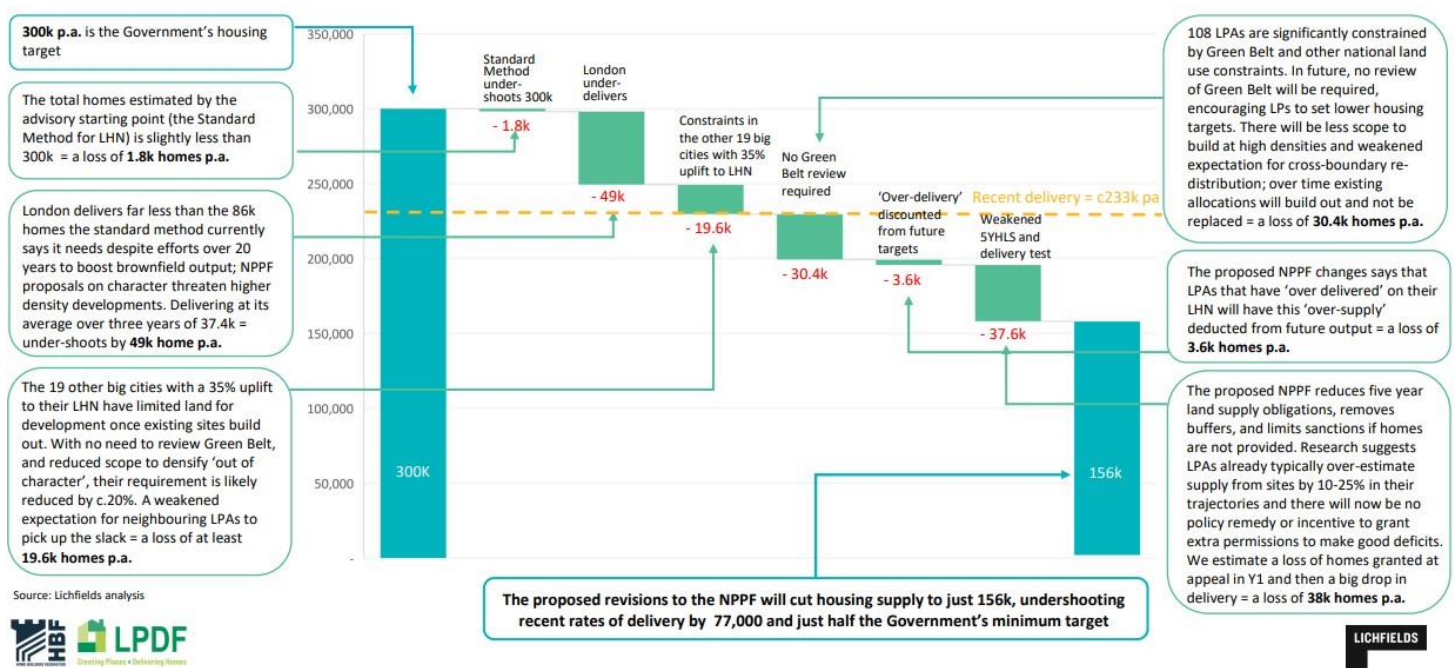 300k p.a. is the Government's housing
target
The total homes estimated by the
advisory starting point (the Standard
Method for LHN) is slightly less than
300k = a loss of 1.8k homes p.a.
London delivers far less than the 86k
homes the standard method currently
says it needs despite efforts over 20
years to boost brownfield output; NPPF
proposals on character threaten higher
density developments. Delivering at its
average over three years of 37.4k =
under-shoots by 49k home p.a.
The 19 other big cities with a 35% uplift
to their LHN have limited land for
development once existing sites build
out. With no need to review Green Belt,
and reduced scope to densify 'out of
character', their requirement is likely
reduced by c.20%. A weakened
expectation for neighbouring LPAs to
pick up the slack = a loss of at least
19.6k homes p.a.
350,000
300,000
250,000
200,000
150,000
100,000
50,000
-
300K
Standard
Method
under-
shoots 300k
- 1.8k
London
under-
delivers
- 49k
Constraints in
the other 19 big
cities with 35%
uplift to LHN
- 19.6k
No Green
Belt review
required
- 30.4k
'Over-delivery'
discounted
from future
targets
- 3.6k
Recent delivery = c233k pa
Weakened
5YHLS and
delivery test
- 37.6k
156k
108 LPAs are significantly constrained
by Green Belt and other national land
use constraints. In future, no review
of Green Belt will be required,
encouraging LPs to set lower housing
targets. There will be less scope to
build at high densities and weakened
expectation for cross-boundary re-
distribution; over time existing
allocations will build out and not be
replaced = a loss of 30.4k homes p.a.
The proposed NPPF changes says that
LPAs that have 'over delivered' on their
LHN will have this 'over-supply'
deducted from future output = a loss of
3.6k homes p.a.
The proposed NPPF reduces five year
land supply obligations, removes
buffers, and limits sanctions if homes
are not provided. Research suggests
LPAs already typically over-estimate
supply from sites by 10-25% in their
trajectories and there will now be no
policy remedy or incentive to grant
extra permissions to make good deficits.
We estimate a loss of homes granted at
appeal in Y1 and then a big drop in
delivery = a loss of 38k homes p.a.
The proposed revisions to the NPPF will cut housing supply to just 156k, undershooting
recent rates of delivery by 77,000 and just half the Government's minimum target
Source: Lichfields analysis
HBF
HOME BUILDERS FEDERATION
LPDF
Creating Places • Delivering Homes
LICHFIELDS